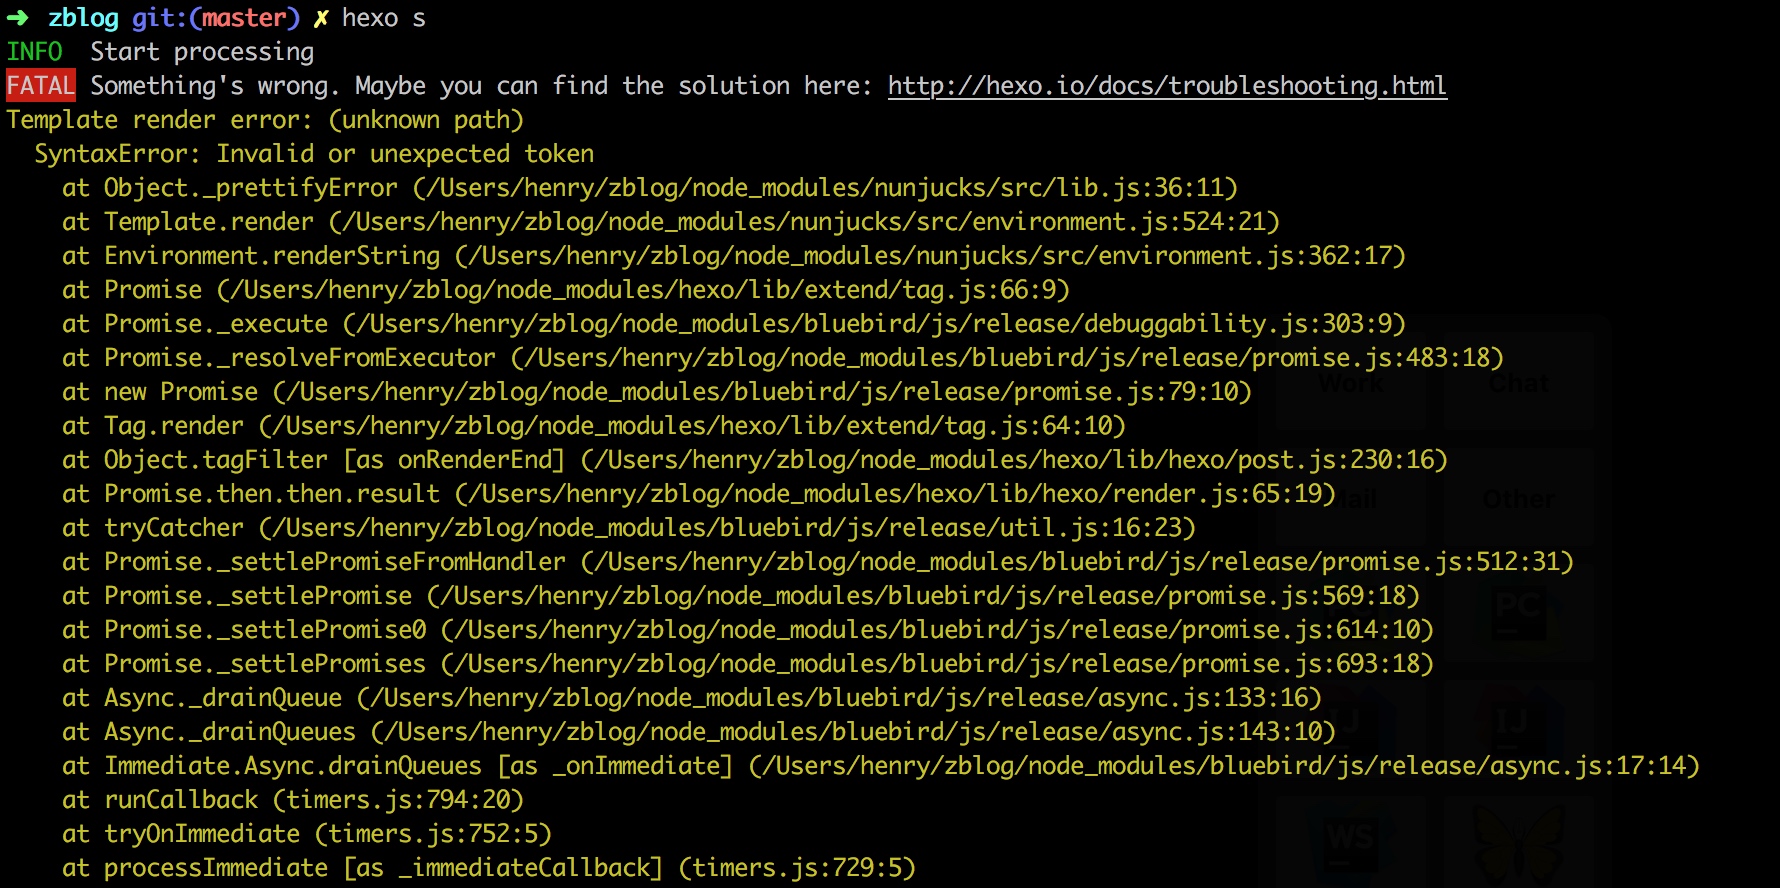 ➜ zblog git:(master) ✗ hexo s
INFO  Start processing
FATAL Something's wrong. Maybe you can find the solution here: http://hexo.io/docs/troubleshooting.html
Template render error: (unknown path)
  SyntaxError: Invalid or unexpected token
    at Object._prettifyError (/Users/henry/zblog/node_modules/nunjucks/src/lib.js:36:11)
    at Template.render (/Users/henry/zblog/node_modules/nunjucks/src/environment.js:524:21)
    at Environment.renderString (/Users/henry/zblog/node_modules/nunjucks/src/environment.js:362:17)
    at Promise (/Users/henry/zblog/node_modules/hexo/lib/extend/tag.js:66:9)
    at Promise._execute (/Users/henry/zblog/node_modules/bluebird/js/release/debuggability.js:303:9)
    at Promise._resolveFromExecutor (/Users/henry/zblog/node_modules/bluebird/js/release/promise.js:483:18)
    at new Promise (/Users/henry/zblog/node_modules/bluebird/js/release/promise.js:79:10)
    at Tag.render (/Users/henry/zblog/node_modules/hexo/lib/extend/tag.js:64:10)
    at Object.tagFilter [as onRenderEnd] (/Users/henry/zblog/node_modules/hexo/lib/hexo/post.js:230:16)
    at Promise.then.then.result (/Users/henry/zblog/node_modules/hexo/lib/hexo/render.js:65:19)
    at tryCatcher (/Users/henry/zblog/node_modules/bluebird/js/release/util.js:16:23)
    at Promise._settlePromiseFromHandler (/Users/henry/zblog/node_modules/bluebird/js/release/promise.js:512:31)
    at Promise._settlePromise (/Users/henry/zblog/node_modules/bluebird/js/release/promise.js:569:18)
    at Promise._settlePromise0 (/Users/henry/zblog/node_modules/bluebird/js/release/promise.js:614:10)
    at Promise._settlePromises (/Users/henry/zblog/node_modules/bluebird/js/release/promise.js:693:18)
    at Async._drainQueue (/Users/henry/zblog/node_modules/bluebird/js/release/async.js:133:16)
    at Async._drainQueues (/Users/henry/zblog/node_modules/bluebird/js/release/async.js:143:10)
    at Immediate.Async.drainQueues [as _onImmediate] (/Users/henry/zblog/node_modules/bluebird/js/release/async.js:17:14)
    at runCallback (timers.js:794:20)
    at tryOnImmediate (timers.js:752:5)
    at processImmediate [as _immediateCallback] (timers.js:729:5)
Work
Chat
Other
PC
IJ
IJ
WS